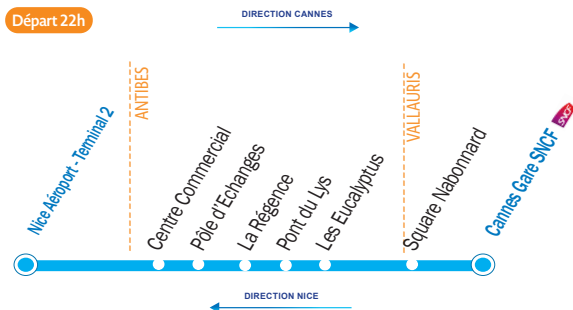 Départ 22h
DIRECTION CANNES
Nice Aéroport - Terminal 2
ANTIBES
Centre Commercial
Pôle d'Echanges
La Régence
Pont du Lys
Les Eucalyptus
VALLAURIS
Square Nabonnard
Cannes Gare SNCF
SNCF
DIRECTION NICE